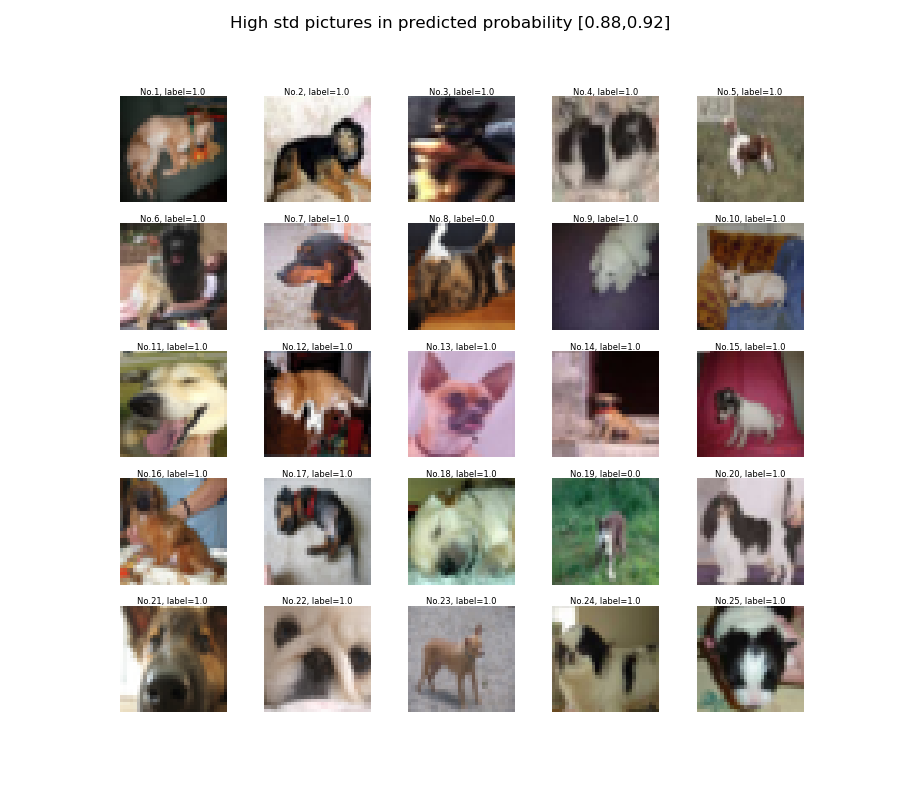 High std pictures in predicted probability [0.88,0.92]
No.1, label=1.0
No.2, label=1.0
No.3, label=1.0
No.4, label=1.0
No.5, label=1.0
No.6, label=1.0
No.7, label=1.0
No.8, label=0.0
No.9, label=1.0
No.10, label=1.0
No.11, label=1.0
No.12, label=1.0
No.13, label=1.0
No.14, label=1.0
No.15, label=1.0
No.16, label=1.0
No.17, label=1.0
No.18, label=1.0
No.19, label=0.0
No.20, label=1.0
No.21, label=1.0
No.22, label=1.0
No.23, label=1.0
No.24, label=1.0
No.25, label=1.0